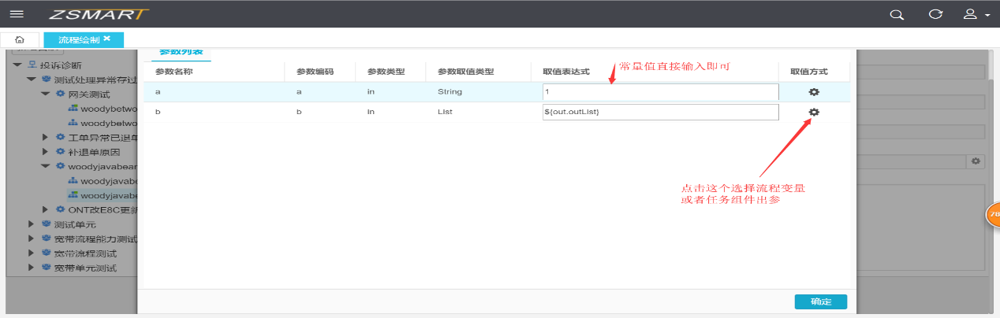 ZSMART
流程绘制
参数列表
投诉诊断
测试处理异常存过
网关测试
woodybetwo
woodybetwo
工单异常已退单
补退单原因
woodyjavabean
woodyjavabe
woodyjavabe
ONT改E8C更新
测试单元
宽带流程能力测试
宽带流程测试
宽带单元测试
参数名称 参数编码 参数类型 参数取值类型 取值表达式 取值方式
a a in String 1
b b in List ${out.outList}
常量值直接输入即可
点击这个选择流程变量
或者任务组件出参
78
确定